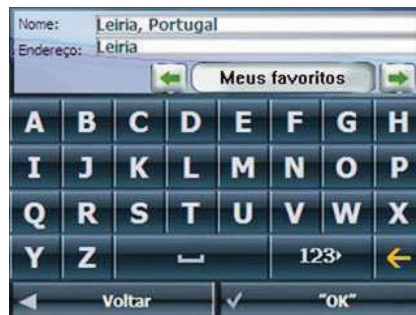 Nome: Leiria, Portugal
Endereço: Leiria
Meus favoritos
A B C D E F G H
I J K L M N O P
Q R S T U V W X
Y Z 123
Voltar "OK"